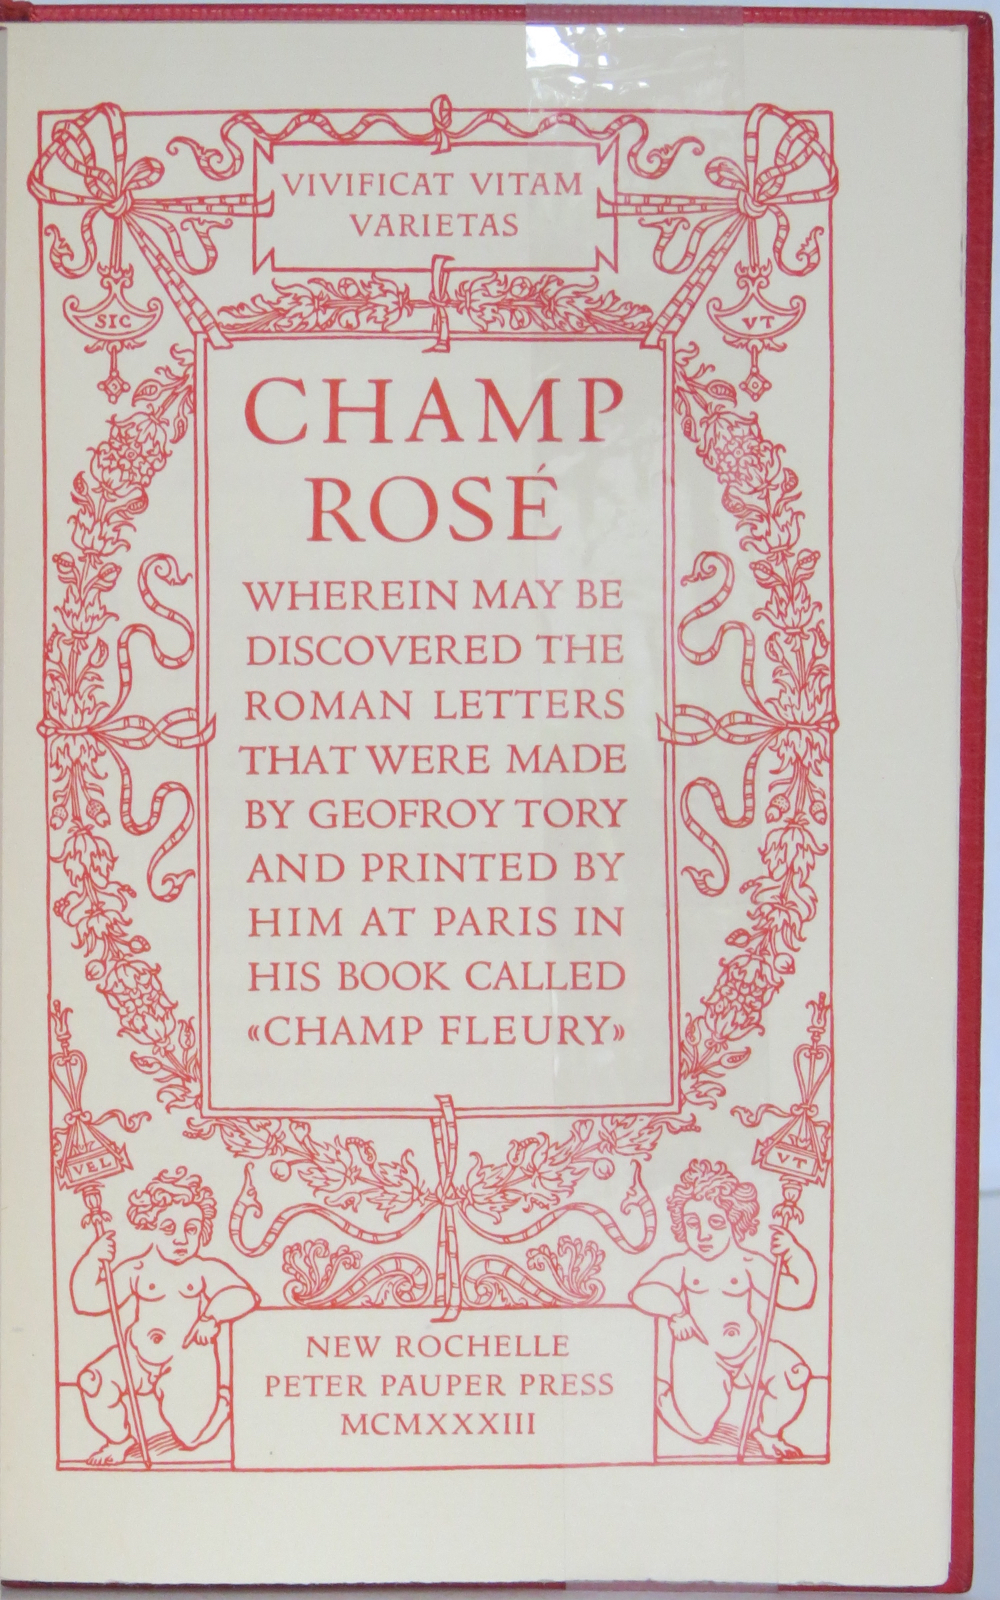 VIVIFICAT VITAM
VARIETAS
SIC
VT
CHAMP
ROSÉ
WHEREIN MAY BE
DISCOVERED THE
ROMAN LETTERS
THAT WERE MADE
BY GEOFROY TORY
AND PRINTED BY
HIM AT PARIS IN
HIS BOOK CALLED
«CHAMP FLEURY»
VEL
VT
NEW ROCHELLE
PETER PAUPER PRESS
MCMXXXIII